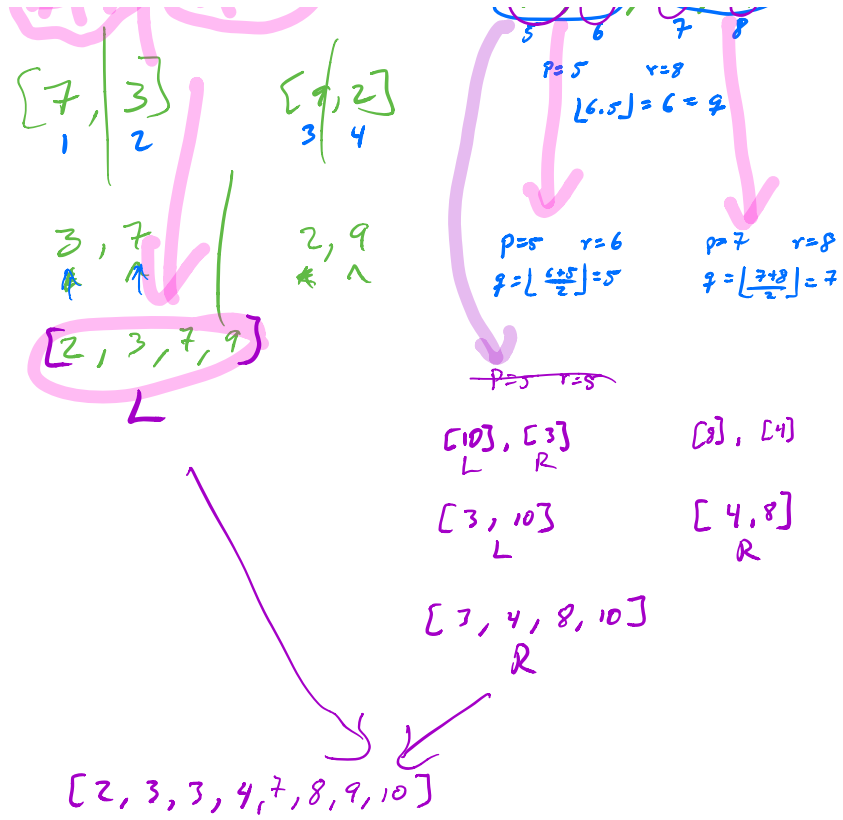 5 6 7 8
p=5 r=8
⌊6.5⌋ = 6 = q
[7, 3] [9, 2]
1 2 3 4
3, 7 2, 9
p=5 r=6
q = ⌊(6+5)/2⌋ = 5
p=7 r=8
q = ⌊(7+8)/2⌋ = 7
[2, 3, 7, 9]
L
p=5 r=8
[10], [3] [8], [4]
L R
[3, 10] [4, 8]
L R
[3, 4, 8, 10]
R
[2, 3, 3, 4, 7, 8, 9, 10]